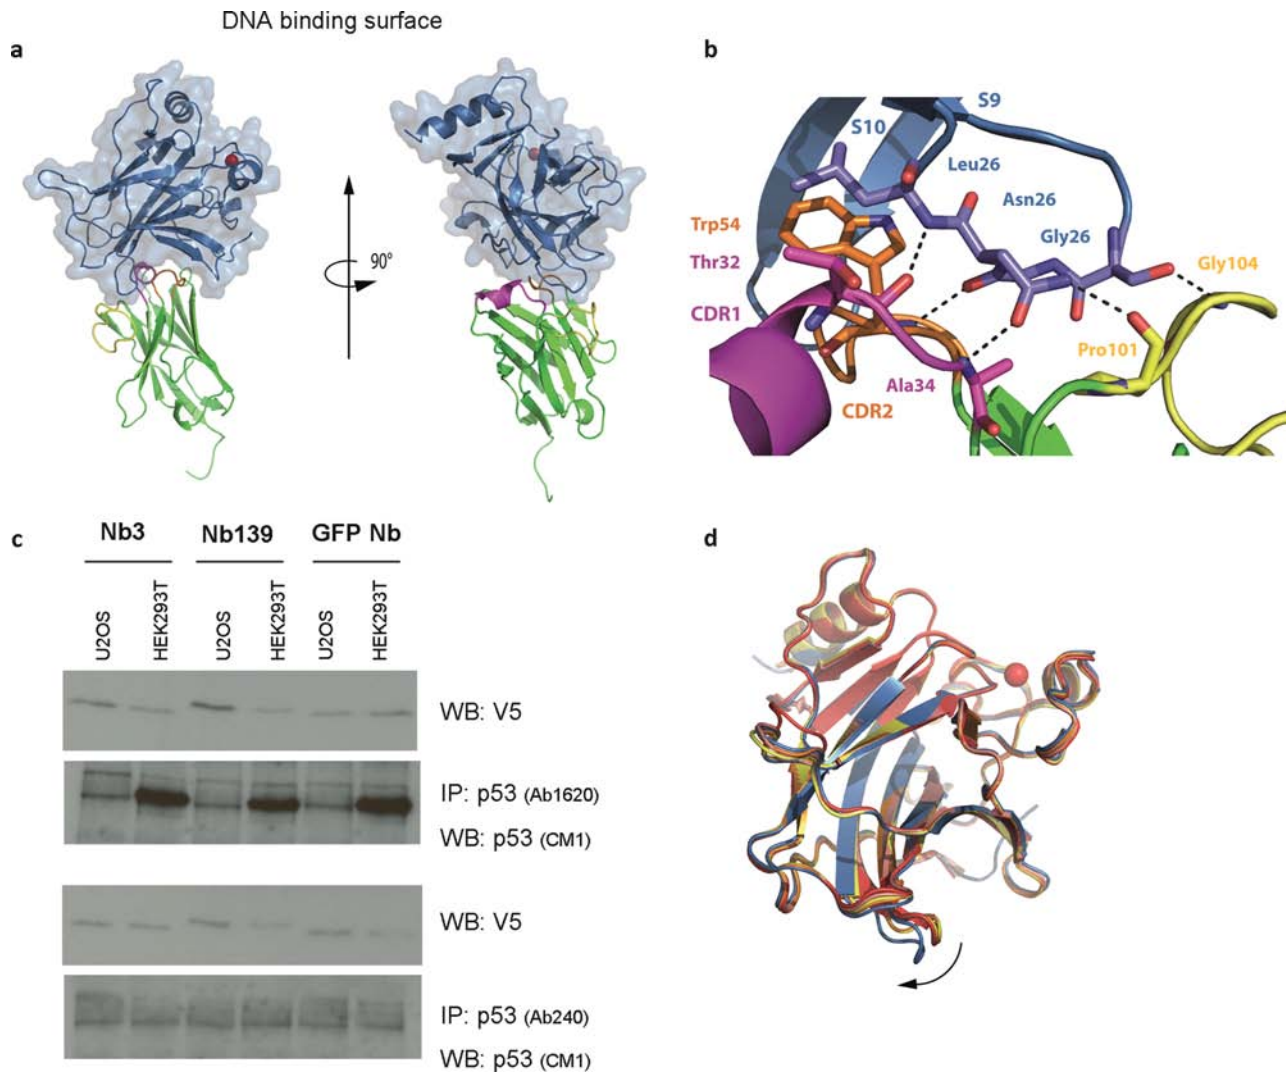 DNA binding surface
a
90°
b
S9
S10
Leu26
Asn26
Trp54
Gly26
Thr32
Gly104
CDR1
Pro101
Ala34
CDR2
c
Nb3 Nb139 GFP Nb
U2OS HEK293T U2OS HEK293T U2OS HEK293T
WB: V5
IP: p53 (Ab1620)
WB: p53 (CM1)
WB: V5
IP: p53 (Ab240)
WB: p53 (CM1)
d